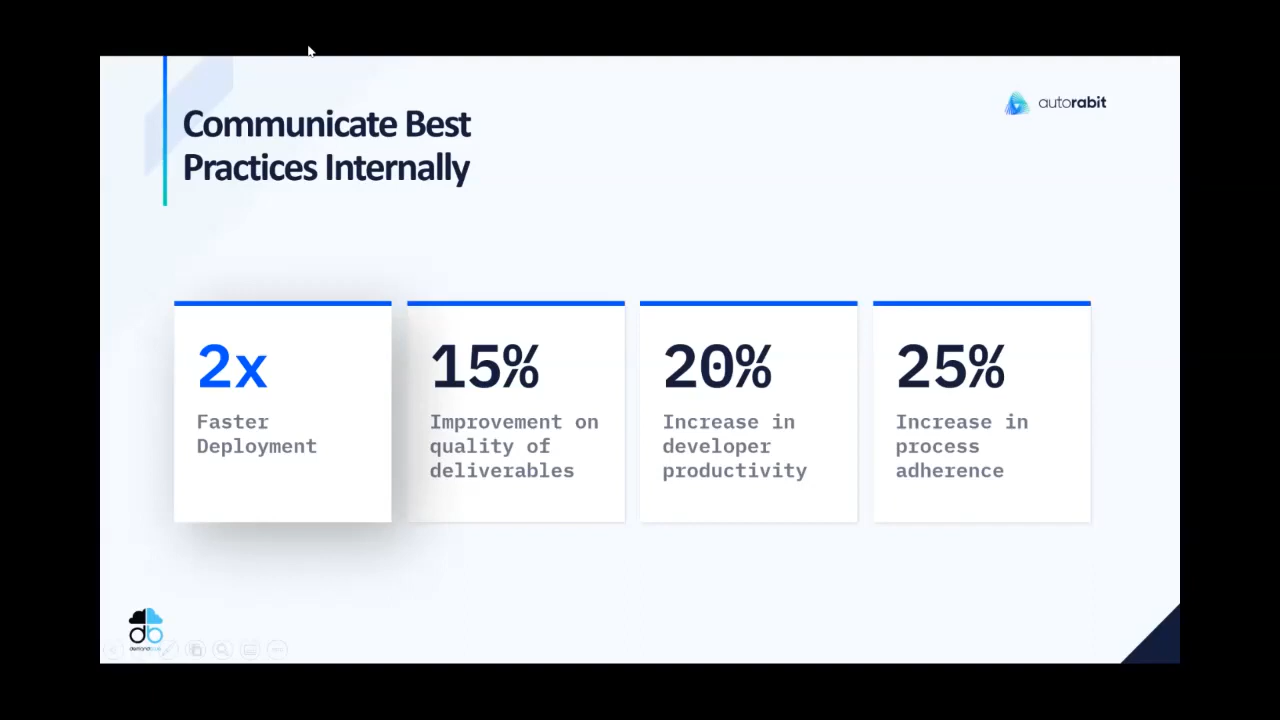 Communicate Best
Practices Internally
autorabit
2x
Faster
Deployment
15%
Improvement on
quality of
deliverables
20%
Increase in
developer
productivity
25%
Increase in
process
adherence
db